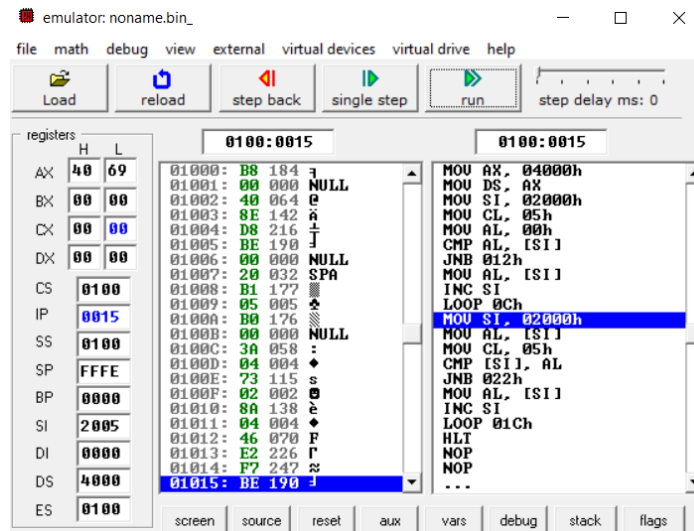 emulator: noname.bin_
file math debug view external virtual devices virtual drive help
Load reload step back single step run step delay ms: 0
registers
H L
0100:0015 0100:0015
AX 40 69
BX 00 00
CX 00 00
DX 00 00
CS 0100
IP 0015
SS 0100
SP FFFE
BP 0000
SI 2005
DI 0000
DS 4000
ES 0100
01000: B8 184 ╕
01001: 00 000 NULL
01002: 40 064 @
01003: 8E 142 Ä
01004: D8 216 ╪
01005: BE 190 ╛
01006: 00 000 NULL
01007: 20 032 SPA
01008: B1 177 ▒
01009: 05 005 ♣
0100A: B0 176 ░
0100B: 00 000 NULL
0100C: 3A 058 :
0100D: 04 004 ♦
0100E: 73 115 s
0100F: 02 002 ☻
01010: 8A 138 è
01011: 04 004 ♦
01012: 46 070 F
01013: E2 226 Γ
01014: F7 247 ≈
01015: BE 190 ╛
MOV AX, 04000h
MOV DS, AX
MOV SI, 02000h
MOV CL, 05h
MOV AL, 00h
CMP AL, [SI]
JNB 012h
MOV AL, [SI]
INC SI
LOOP 0Ch
MOV SI, 02000h
MOV AL, [SI]
MOV CL, 05h
CMP [SI], AL
JNB 022h
MOV AL, [SI]
INC SI
LOOP 01Ch
HLT
NOP
NOP
...
screen source reset aux vars debug stack flags